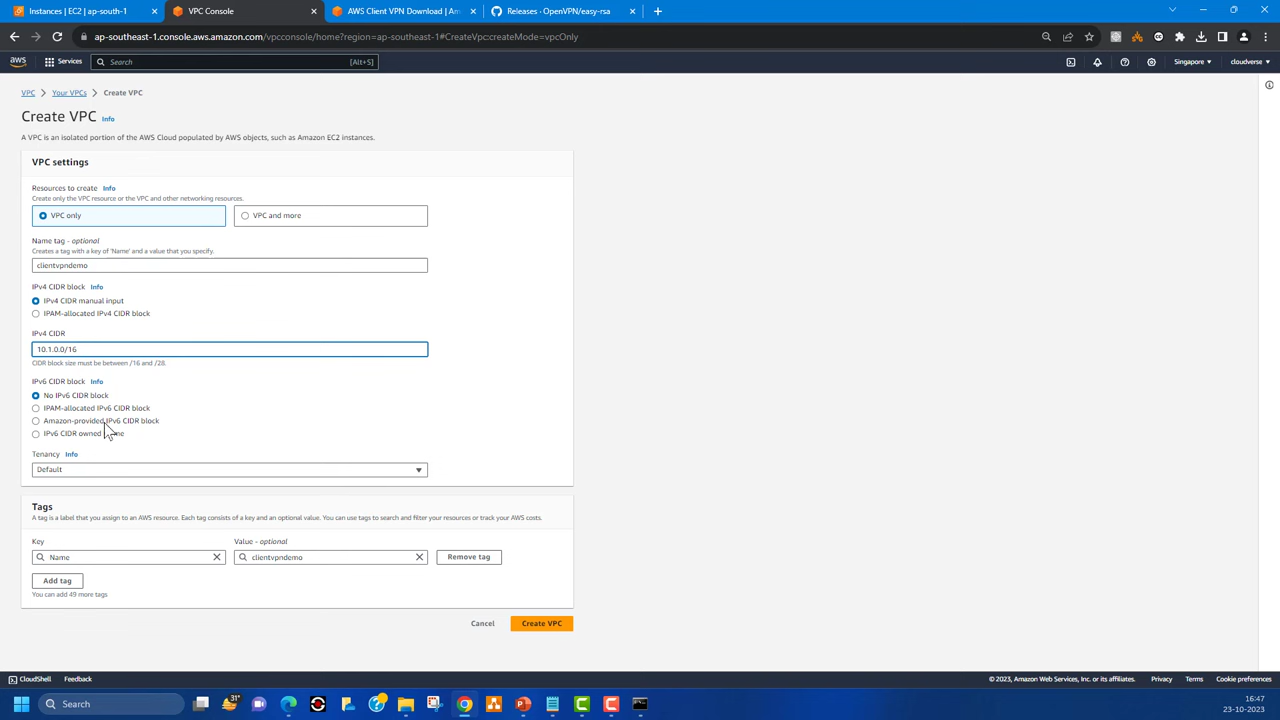 Instances | EC2 | ap-south-1
VPC Console
AWS Client VPN Download | Am
Releases · OpenVPN/easy-rsa
ap-southeast-1.console.aws.amazon.com/vpcconsole/home?region=ap-southeast-1#CreateVpc:createMode=vpcOnly
aws
Services
Search
[Alt+S]
Singapore
cloudverse
VPC
Your VPCs
Create VPC
Create VPC Info
A VPC is an isolated portion of the AWS Cloud populated by AWS objects, such as Amazon EC2 instances.
VPC settings
Resources to create Info
Create only the VPC resource or the VPC and other networking resources.
VPC only
VPC and more
Name tag - optional
Creates a tag with a key of 'Name' and a value that you specify.
clientvpndemo
IPv4 CIDR block Info
IPv4 CIDR manual input
IPAM-allocated IPv4 CIDR block
IPv4 CIDR
10.1.0.0/16
CIDR block size must be between /16 and /28.
IPv6 CIDR block Info
No IPv6 CIDR block
IPAM-allocated IPv6 CIDR block
Amazon-provided IPv6 CIDR block
IPv6 CIDR owned
Tenancy Info
Default
Tags
A tag is a label that you assign to an AWS resource. Each tag consists of a key and an optional value. You can use tags to search and filter your resources or track your AWS costs.
Key
Value - optional
Name
clientvpndemo
Remove tag
Add tag
You can add 49 more tags
Cancel
Create VPC
CloudShell
Feedback
© 2023, Amazon Web Services, Inc. or its affiliates.
Privacy
Terms
Cookie preferences
Search
31°
16:47
23-10-2023